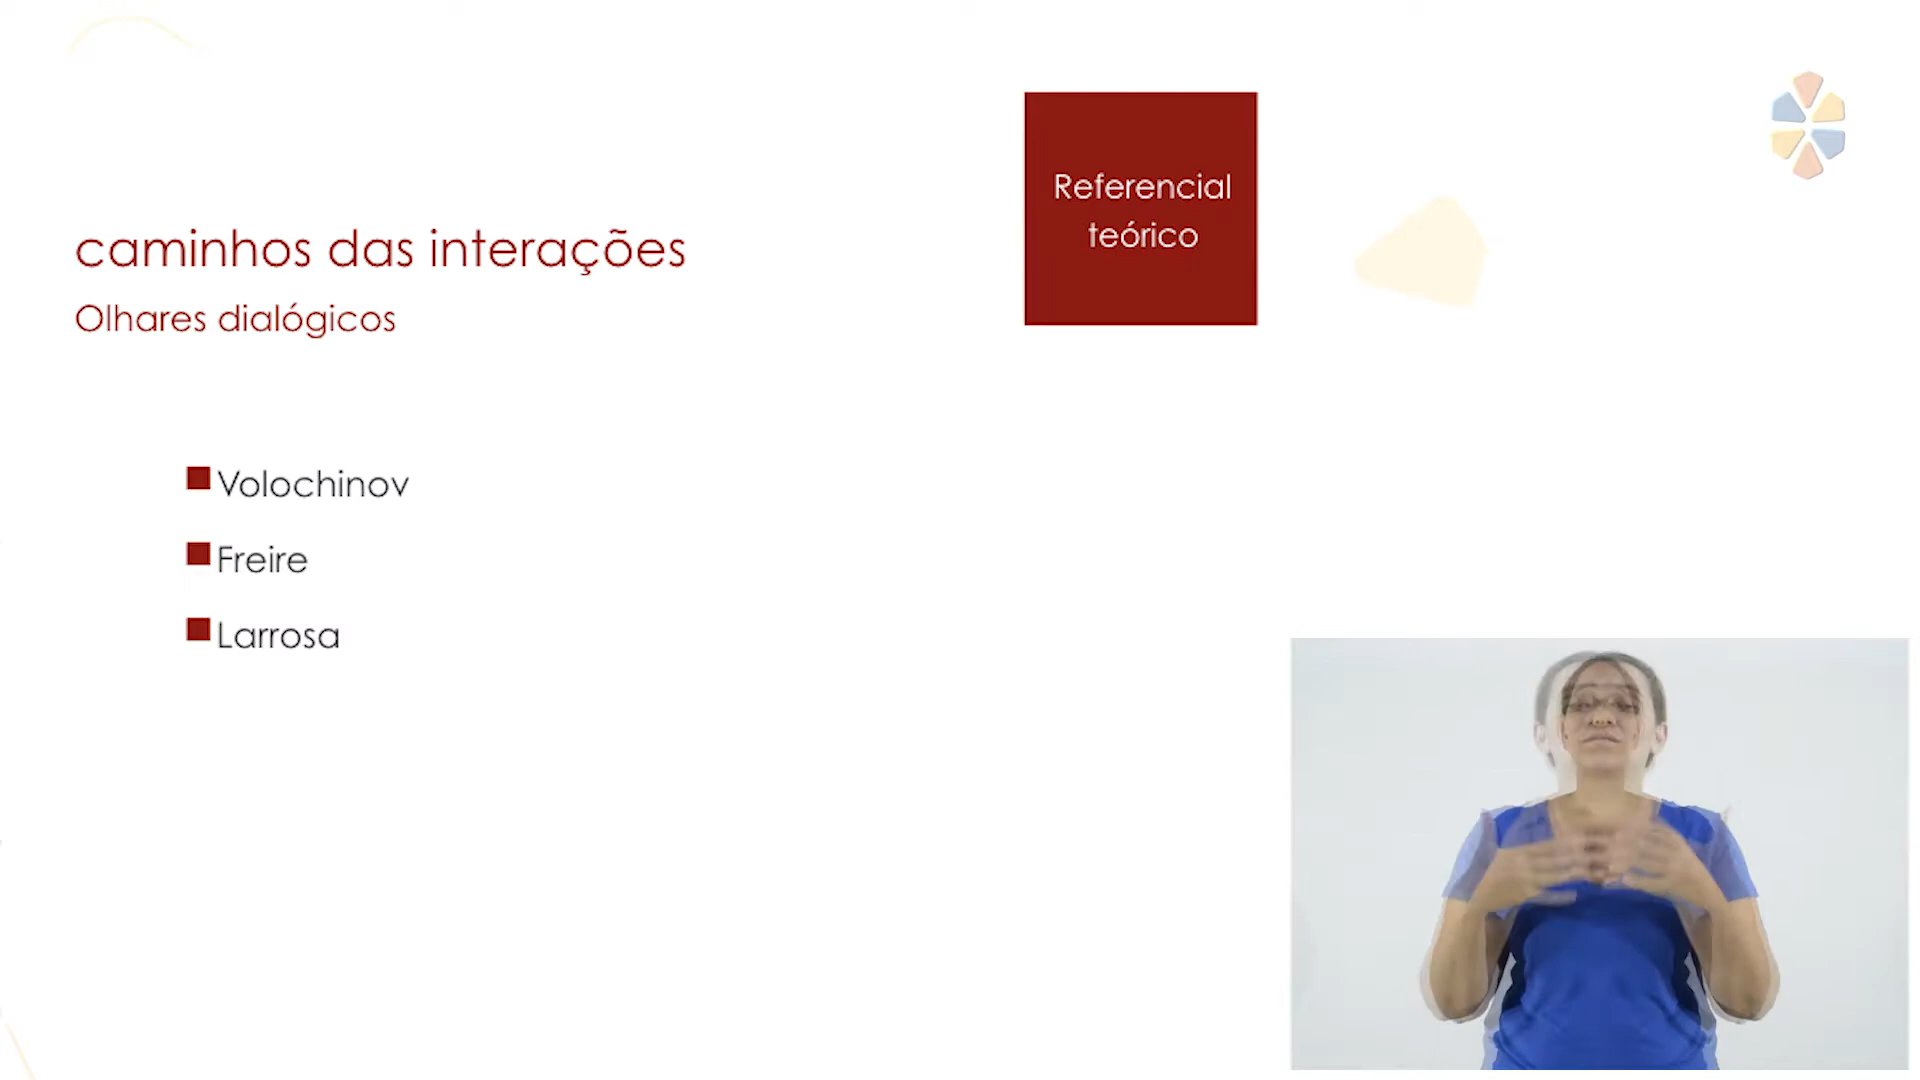 Referencial
teórico
caminhos das interações
Olhares dialógicos
Volochinov
Freire
Larrosa